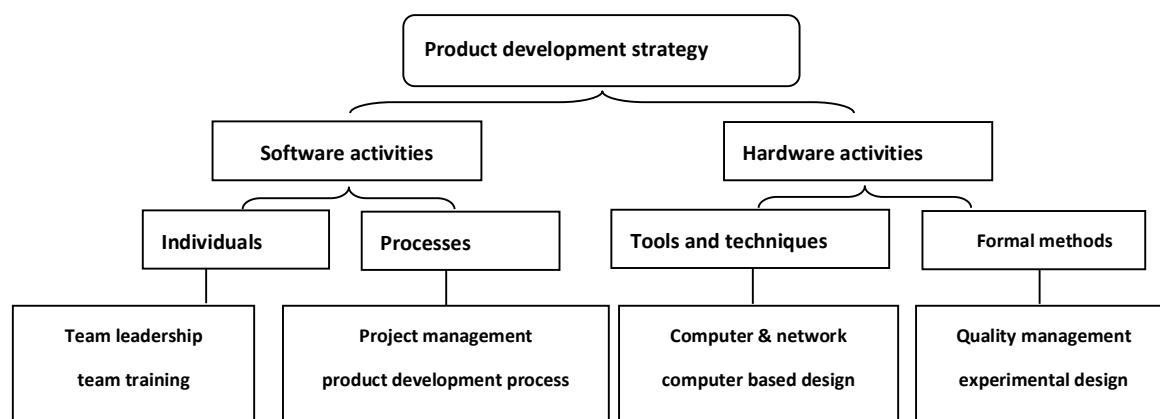 Product development strategy
Software activities
Hardware activities
Individuals
Processes
Tools and techniques
Formal methods
Team leadership
team training
Project management
product development process
Computer & network
computer based design
Quality management
experimental design